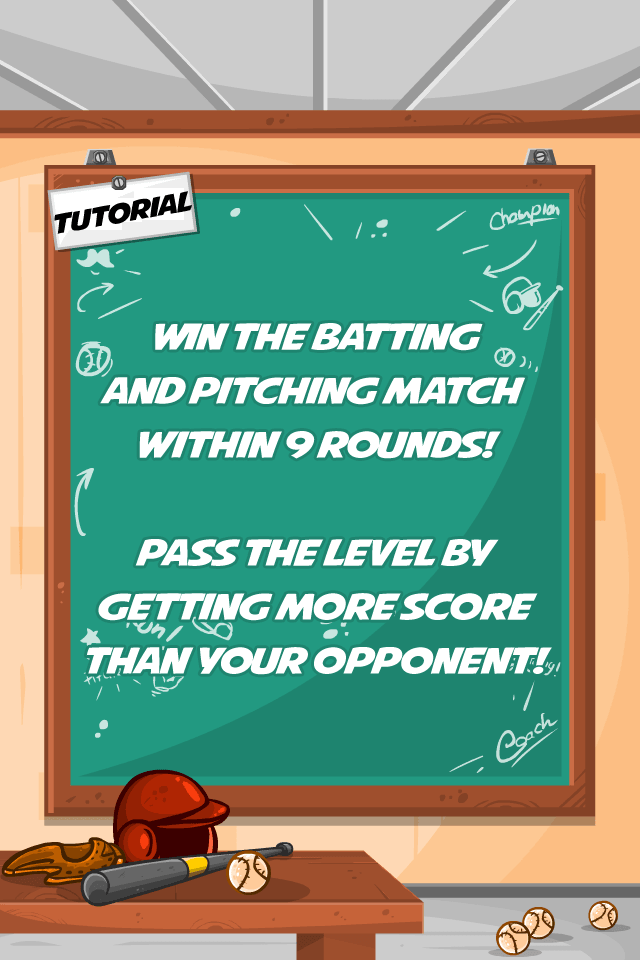 TUTORIAL
Champion
WIN THE BATTING
AND PITCHING MATCH
WITHIN 9 ROUNDS!
PASS THE LEVEL BY
GETTING MORE SCORE
THAN YOUR OPPONENT!
Coach